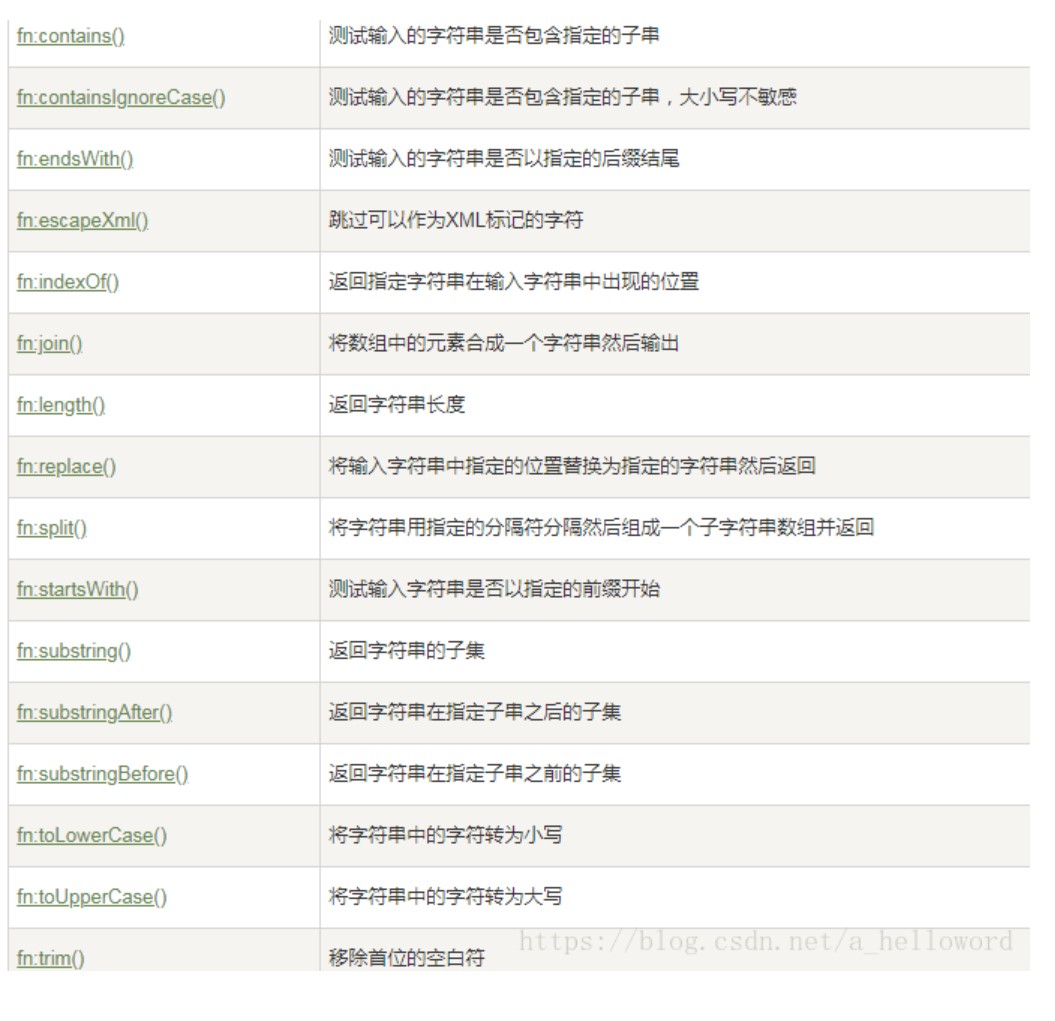 fn:contains() 测试输入的字符串是否包含指定的子串
fn:containsIgnoreCase() 测试输入的字符串是否包含指定的子串，大小写不敏感
fn:endsWith() 测试输入的字符串是否以指定的后缀结尾
fn:escapeXml() 跳过可以作为XML标记的字符
fn:indexOf() 返回指定字符串在输入字符串中出现的位置
fn:join() 将数组中的元素合成一个字符串然后输出
fn:length() 返回字符串长度
fn:replace() 将输入字符串中指定的位置替换为指定的字符串然后返回
fn:split() 将字符串用指定的分隔符分隔然后组成一个子字符串数组并返回
fn:startsWith() 测试输入字符串是否以指定的前缀开始
fn:substring() 返回字符串的子集
fn:substringAfter() 返回字符串在指定子串之后的子集
fn:substringBefore() 返回字符串在指定子串之前的子集
fn:toLowerCase() 将字符串中的字符转为小写
fn:toUpperCase() 将字符串中的字符转为大写
fn:trim() 移除首位的空白符
https://blog.csdn.net/a_helloword